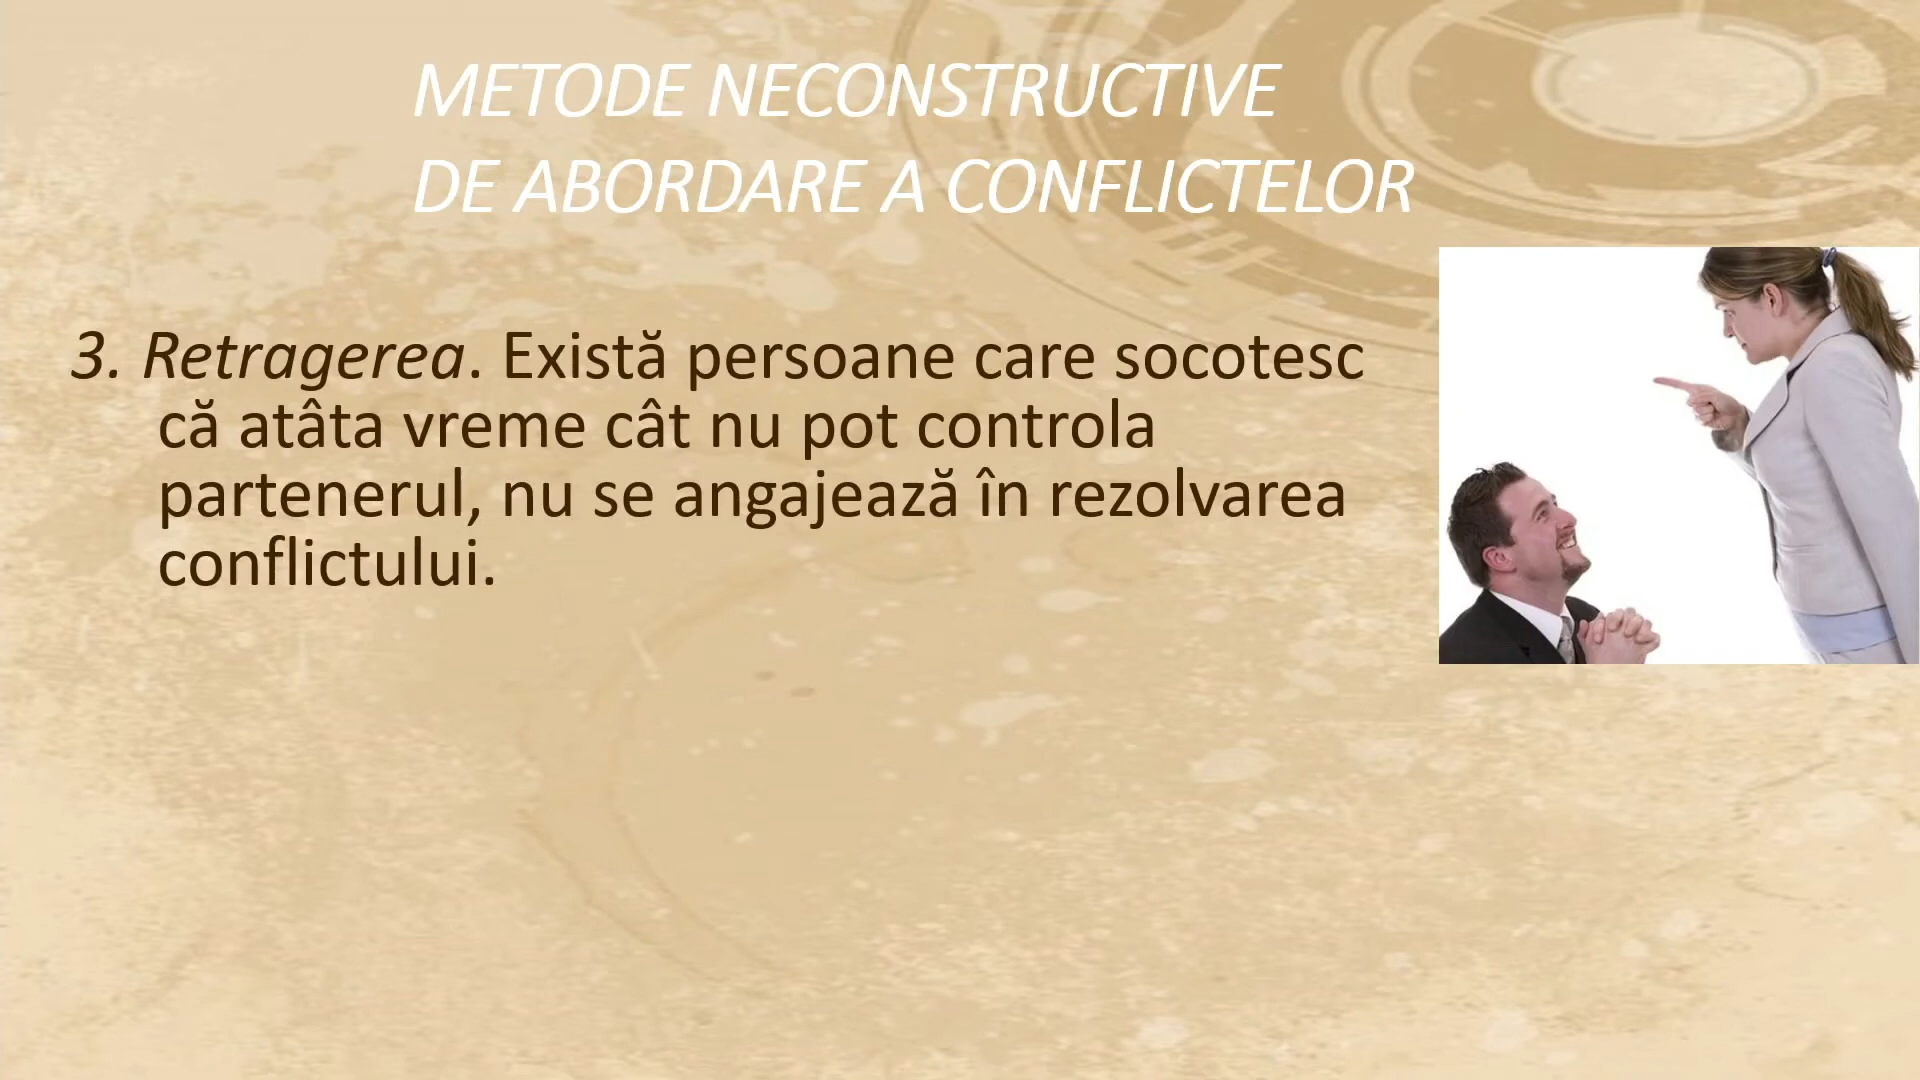 METODE NECONSTRUCTIVE
DE ABORDARE A CONFLICTELOR
3. Retragerea. Există persoane care socotesc
că atâta vreme cât nu pot controla
partenerul, nu se angajează în rezolvarea
conflictului.